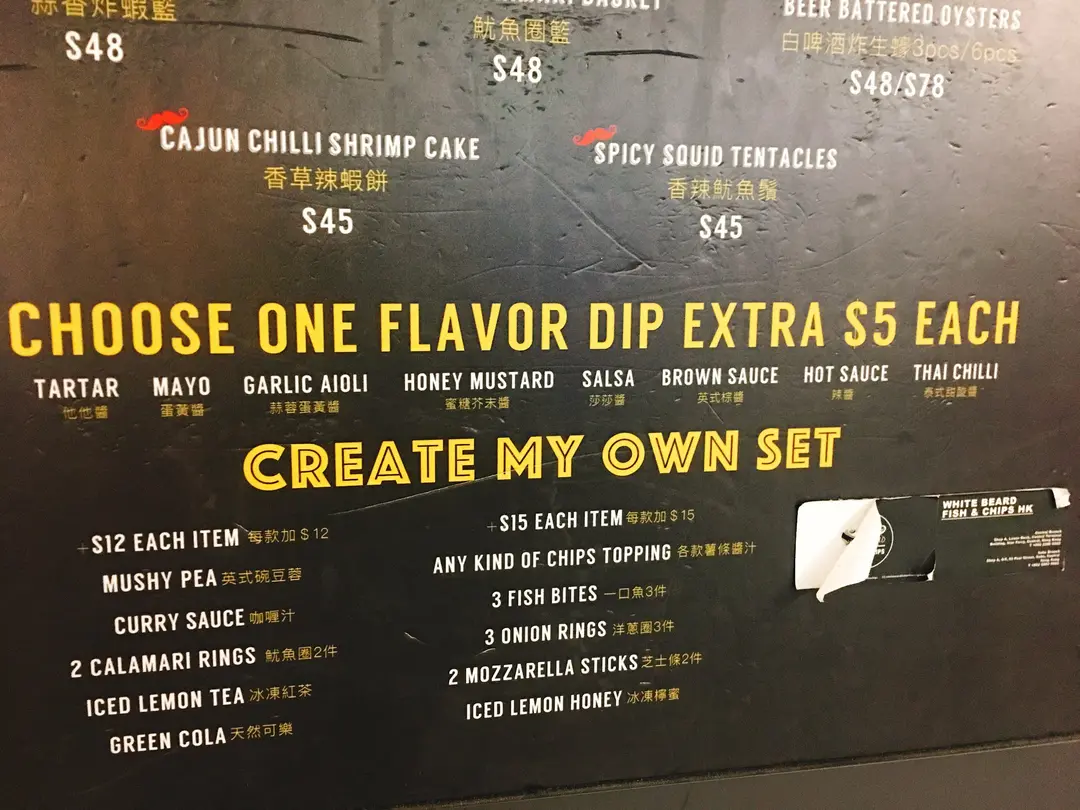 蒜香炸蝦籃
$48
CALAMARI BASKET
魷魚圈籃
$48
BEER BATTERED OYSTERS
白啤酒炸生蠔3pcs/6pcs
$48/$78
CAJUN CHILLI SHRIMP CAKE
香草辣蝦餅
$45
SPICY SQUID TENTACLES
香辣魷魚鬚
$45
CHOOSE ONE FLAVOR DIP EXTRA $5 EACH
TARTAR
他他醬
MAYO
蛋黃醬
GARLIC AIOLI
蒜蓉蛋黃醬
HONEY MUSTARD
蜜糖芥末醬
SALSA
莎莎醬
BROWN SAUCE
英式棕醬
HOT SAUCE
辣醬
THAI CHILLI
泰式甜酸醬
CREATE MY OWN SET
+$12 EACH ITEM 每款加$12
MUSHY PEA 英式碗豆蓉
CURRY SAUCE 咖喱汁
2 CALAMARI RINGS 魷魚圈2件
ICED LEMON TEA 冰凍紅茶
GREEN COLA 天然可樂
+$15 EACH ITEM 每款加$15
ANY KIND OF CHIPS TOPPING 各款薯條醬汁
3 FISH BITES 一口魚3件
3 ONION RINGS 洋蔥圈3件
2 MOZZARELLA STICKS 芝士條2件
ICED LEMON HONEY 冰凍檸蜜
WHITE BEARD
FISH & CHIPS HK